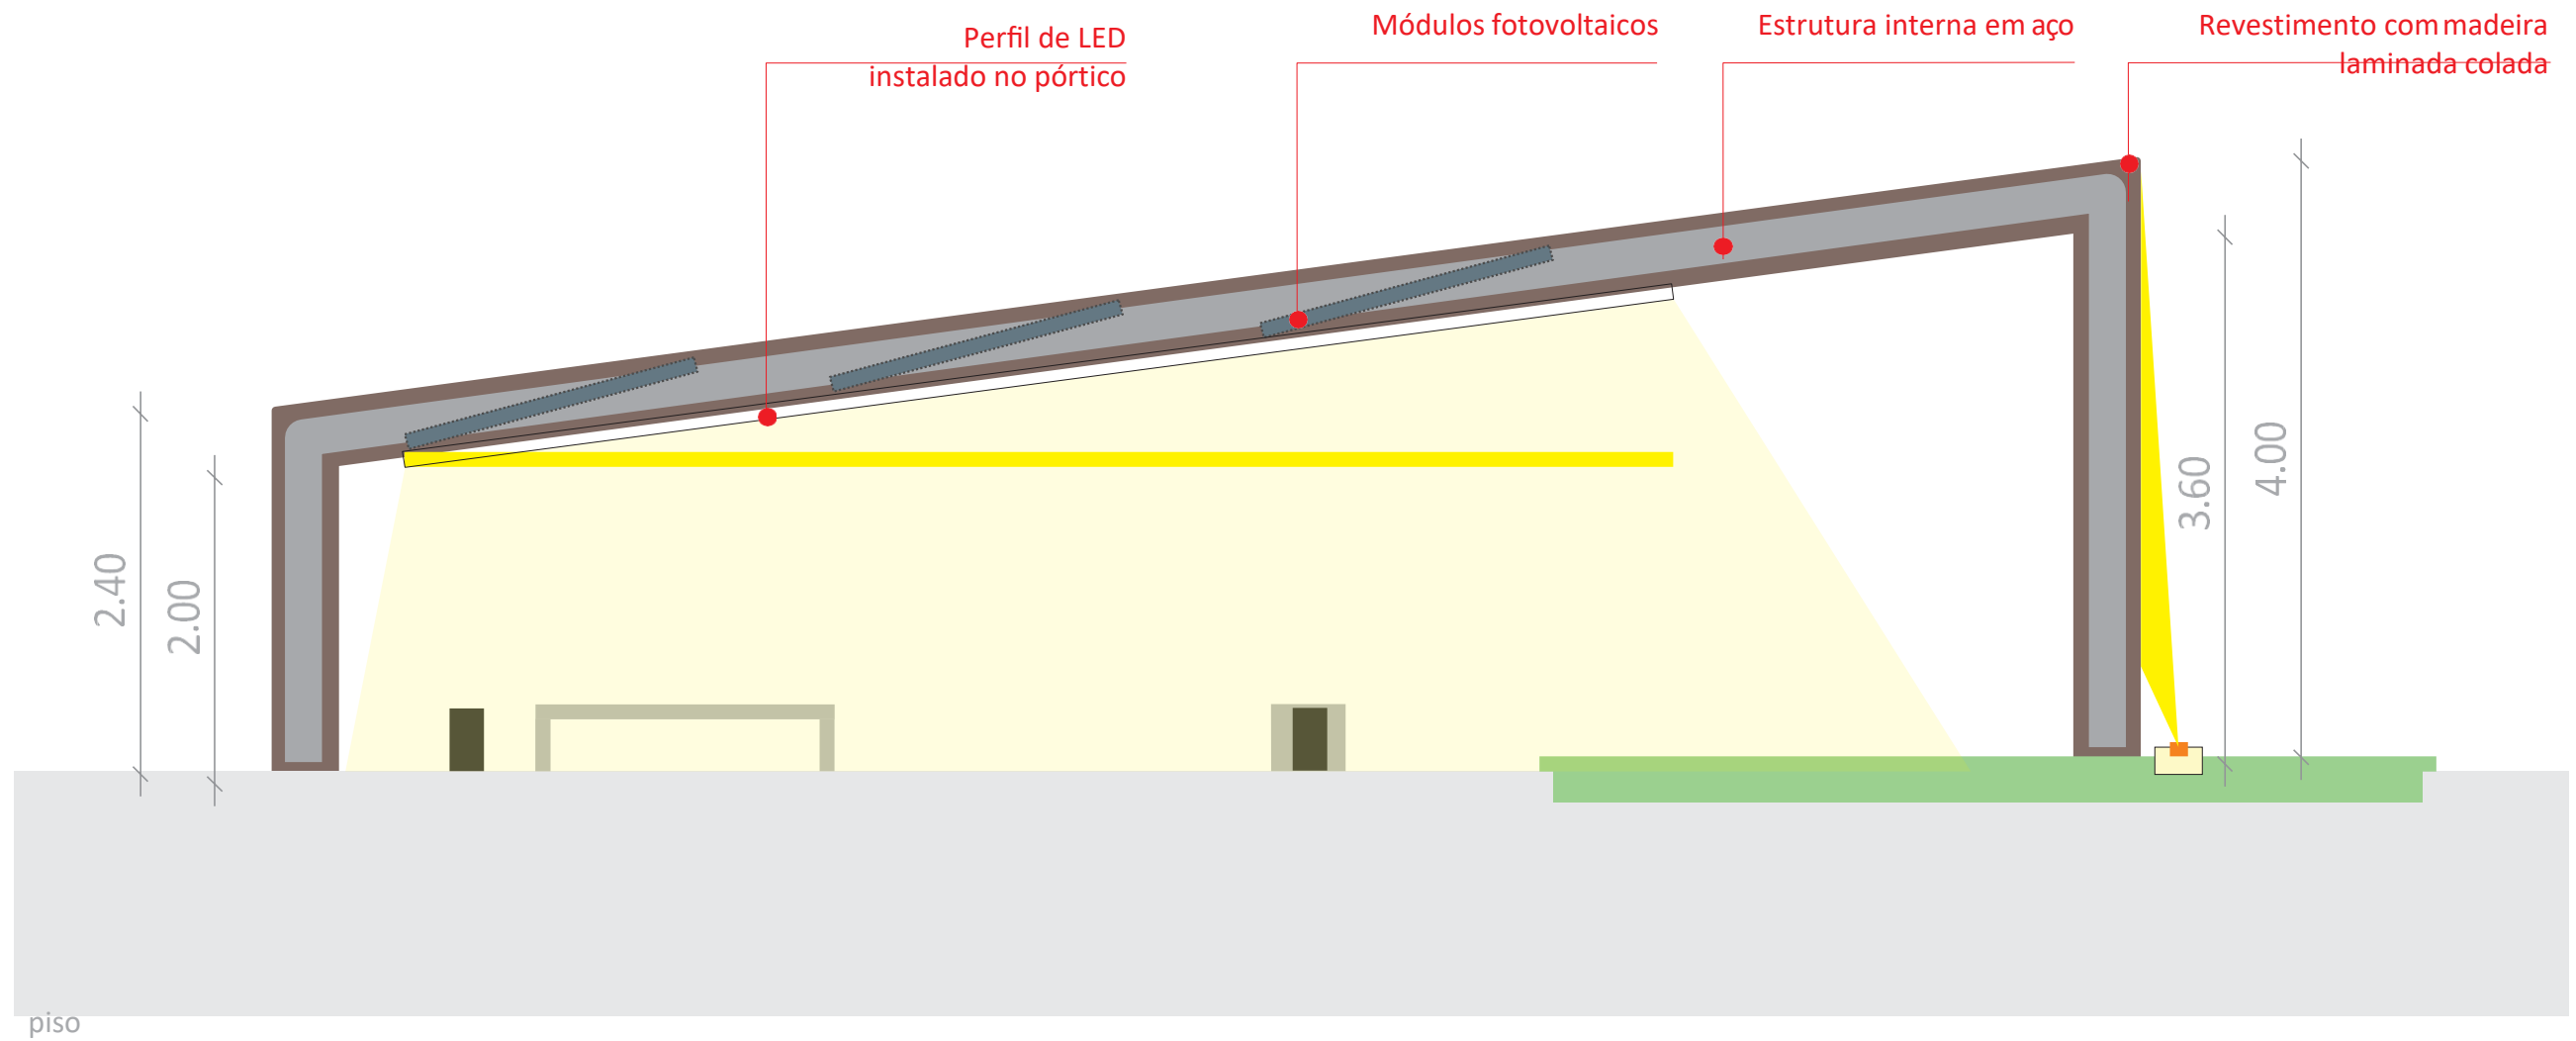 Perfil de LED
instalado no pórtico
Módulos fotovoltaicos
Estrutura interna em aço
Revestimento com madeira
laminada colada
2.40
2.00
3.60
4.00
piso